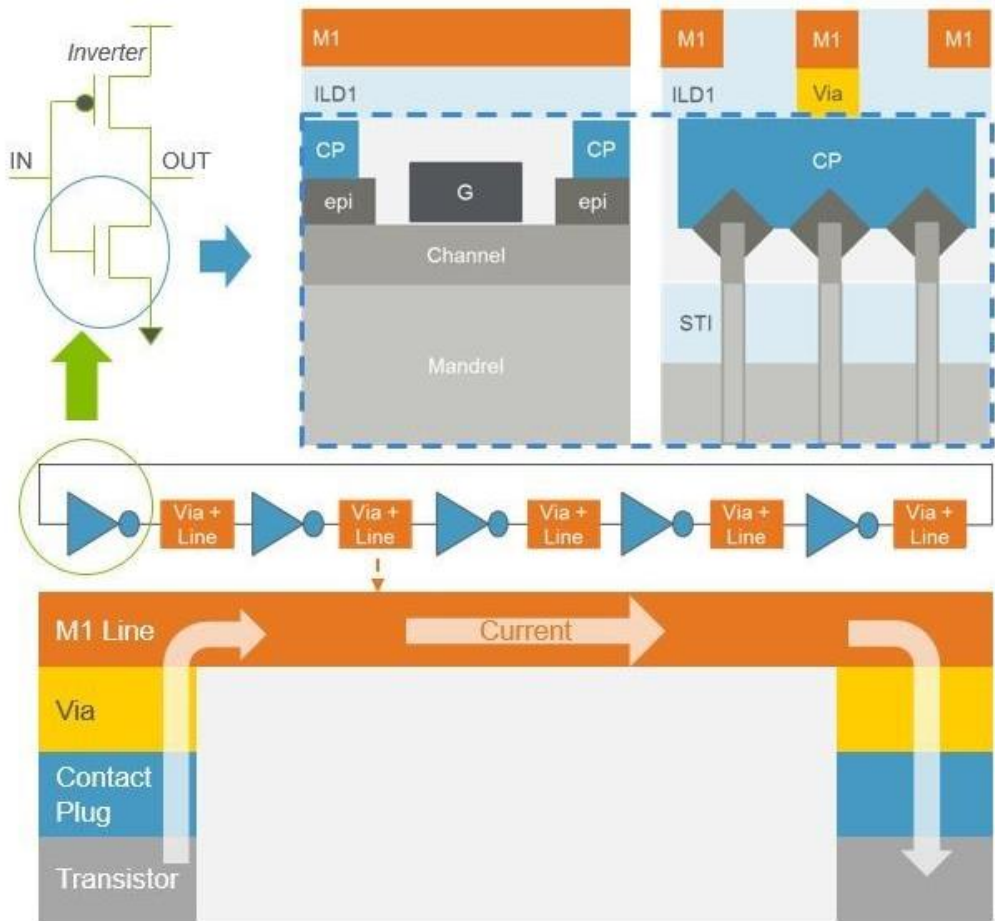 Inverter
IN
OUT
M1
ILD1
CP
CP
epi
G
epi
Channel
Mandrel
M1
M1
M1
ILD1
Via
CP
STI
Via +
Line
Via +
Line
Via +
Line
Via +
Line
Via +
Line
M1 Line
Current
Via
Contact
Plug
Transistor